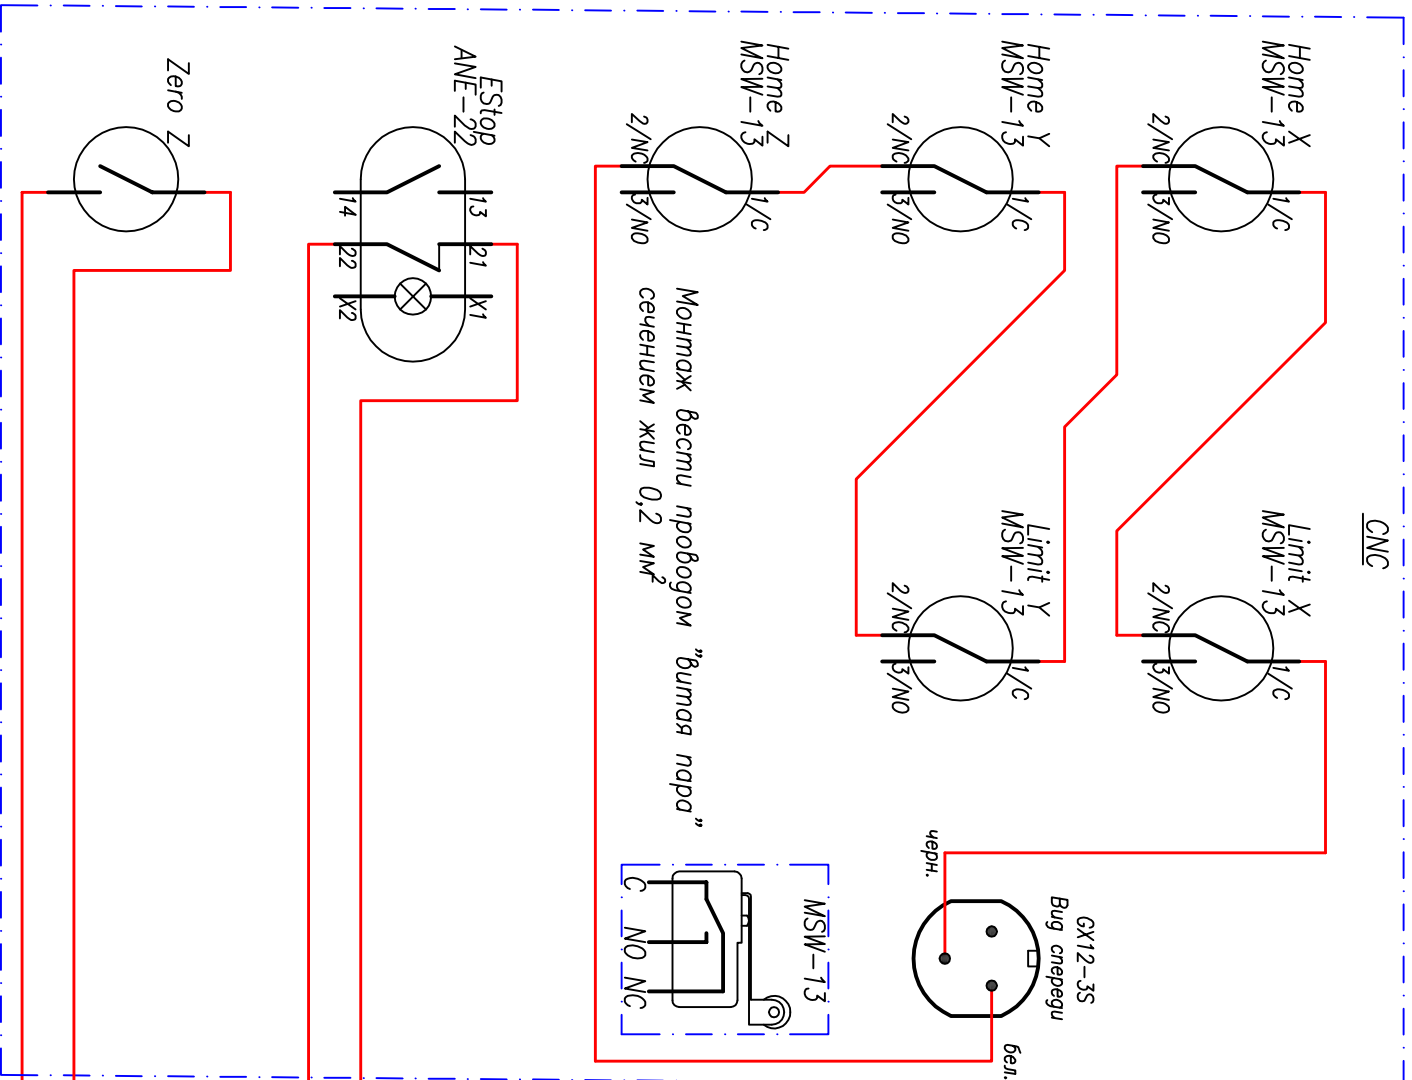 CNC
Home X
MSW-13
2/NC
3/NO
1/C
Limit X
MSW-13
2/NC
3/NO
1/C
Home Y
MSW-13
2/NC
3/NO
1/C
Limit Y
MSW-13
2/NC
3/NO
1/C
Home Z
MSW-13
2/NC
3/NO
1/C
Монтаж вести проводом "витая пара"
сечением жил 0,2 мм²
GX12-3S
Вид спереди
черн.
бел.
MSW-13
C
NO
NC
EStop
ANE-22
13
14
21
22
X1
X2
Zero Z